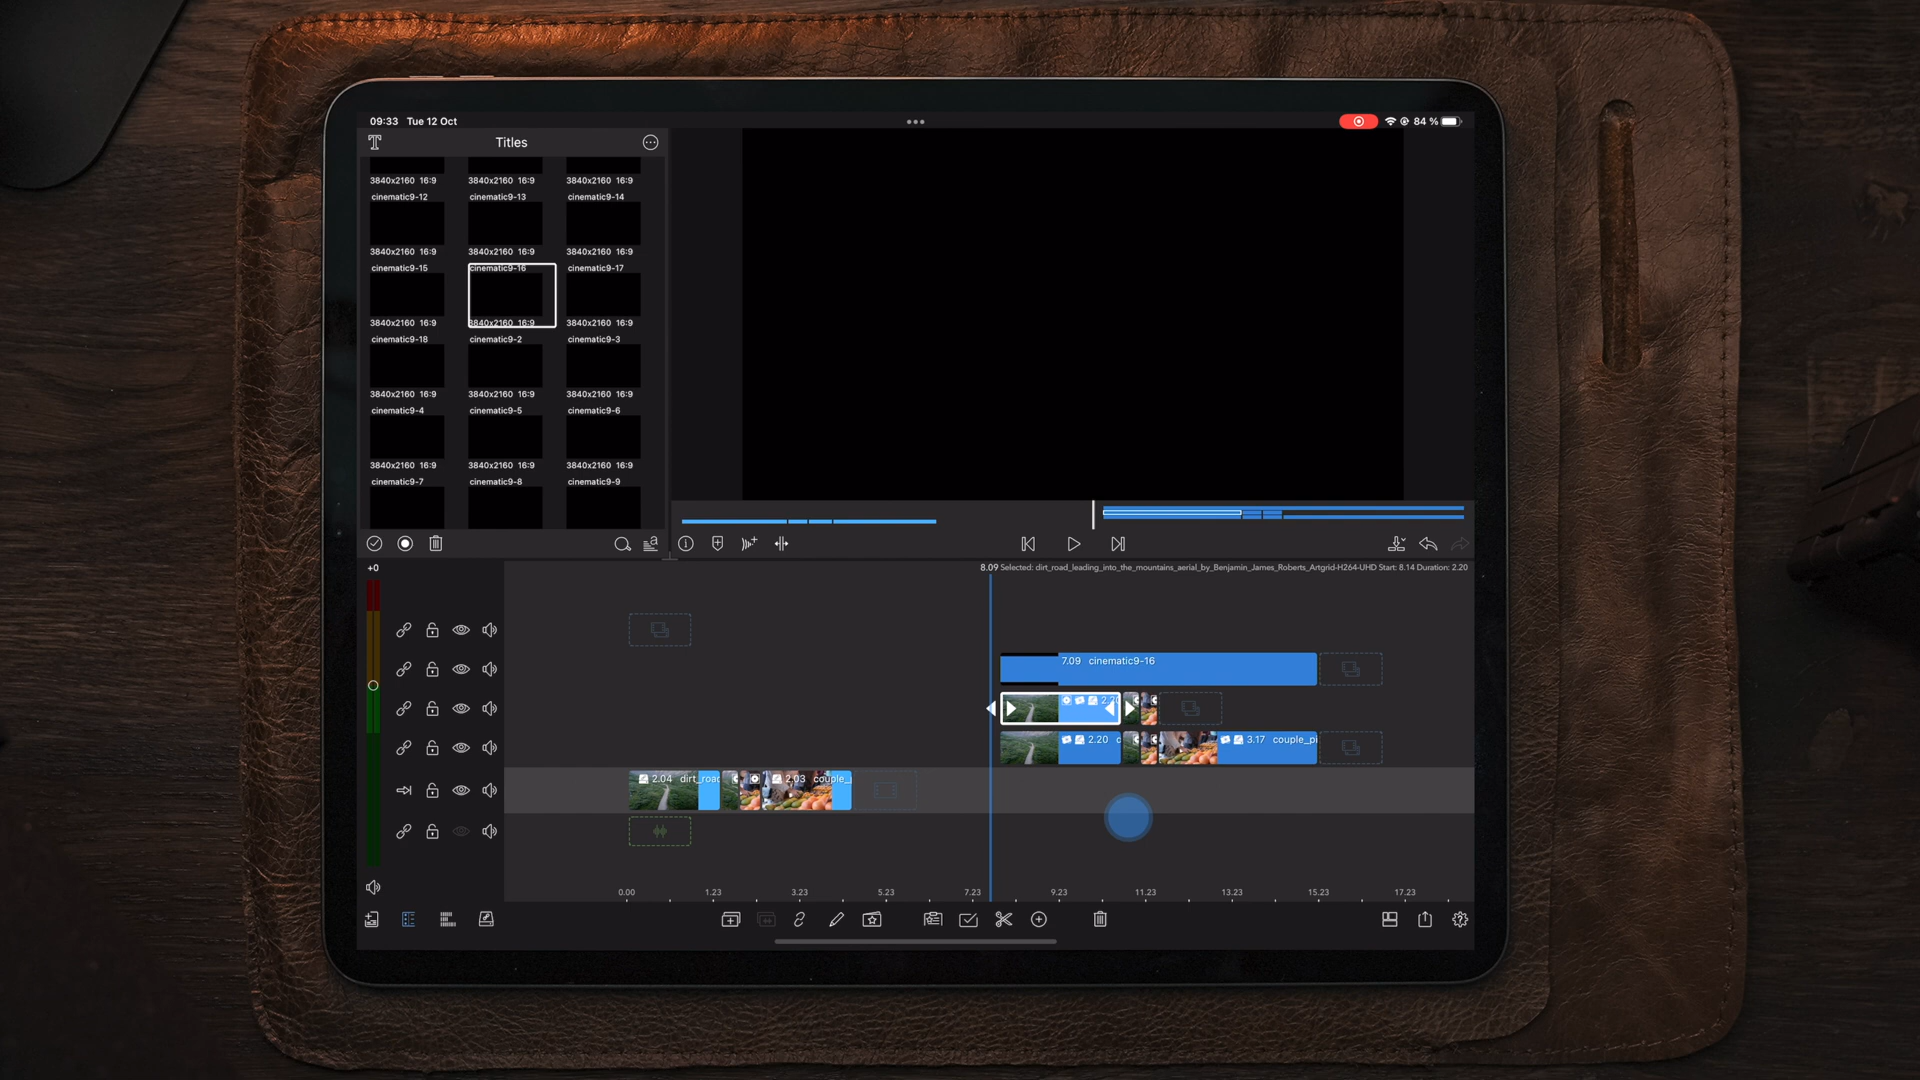 09:33 Tue 12 Oct
84 %
Titles
3840x2160 16:9 3840x2160 16:9 3840x2160 16:9
cinematic9-12 cinematic9-13 cinematic9-14
3840x2160 16:9 3840x2160 16:9 3840x2160 16:9
cinematic9-15 cinematic9-16 cinematic9-17
3840x2160 16:9 3840x2160 16:9 3840x2160 16:9
cinematic9-18 cinematic9-2 cinematic9-3
3840x2160 16:9 3840x2160 16:9 3840x2160 16:9
cinematic9-4 cinematic9-5 cinematic9-6
3840x2160 16:9 3840x2160 16:9 3840x2160 16:9
cinematic9-7 cinematic9-8 cinematic9-9
+0
8.09 Selected: dirt_road_leading_into_the_mountains_aerial_by_Benjamin_James_Roberts_Artgrid-H264-UHD Start: 8.14 Duration: 2.20
7.09 cinematic9-16
2.20
2.20 c
3.17 couple_pi
2.04 dirt_road
2.03 couple_
0.00 1.23 3.23 5.23 7.23 9.23 11.23 13.23 15.23 17.23